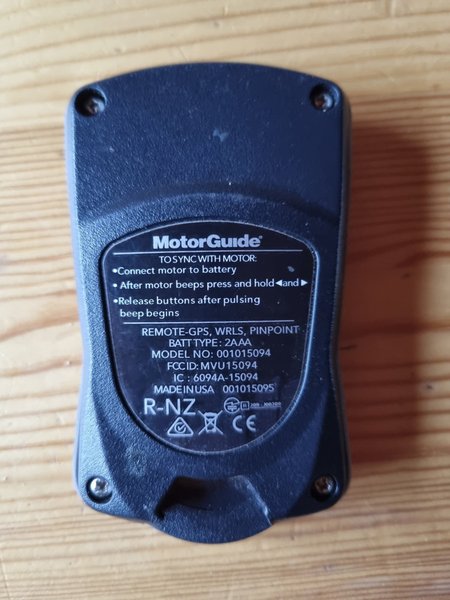 MotorGuide®
TO SYNC WITH MOTOR:
•Connect motor to battery
• After motor beeps press and hold ◀and ▶
•Release buttons after pulsing
beep begins
REMOTE-GPS, WRLS, PINPOINT
BATT TYPE: 2AAA
MODEL NO: 001015094
FCC ID: MVU15094
IC : 6094A-15094
MADE IN USA 001015095
R-NZ
CE